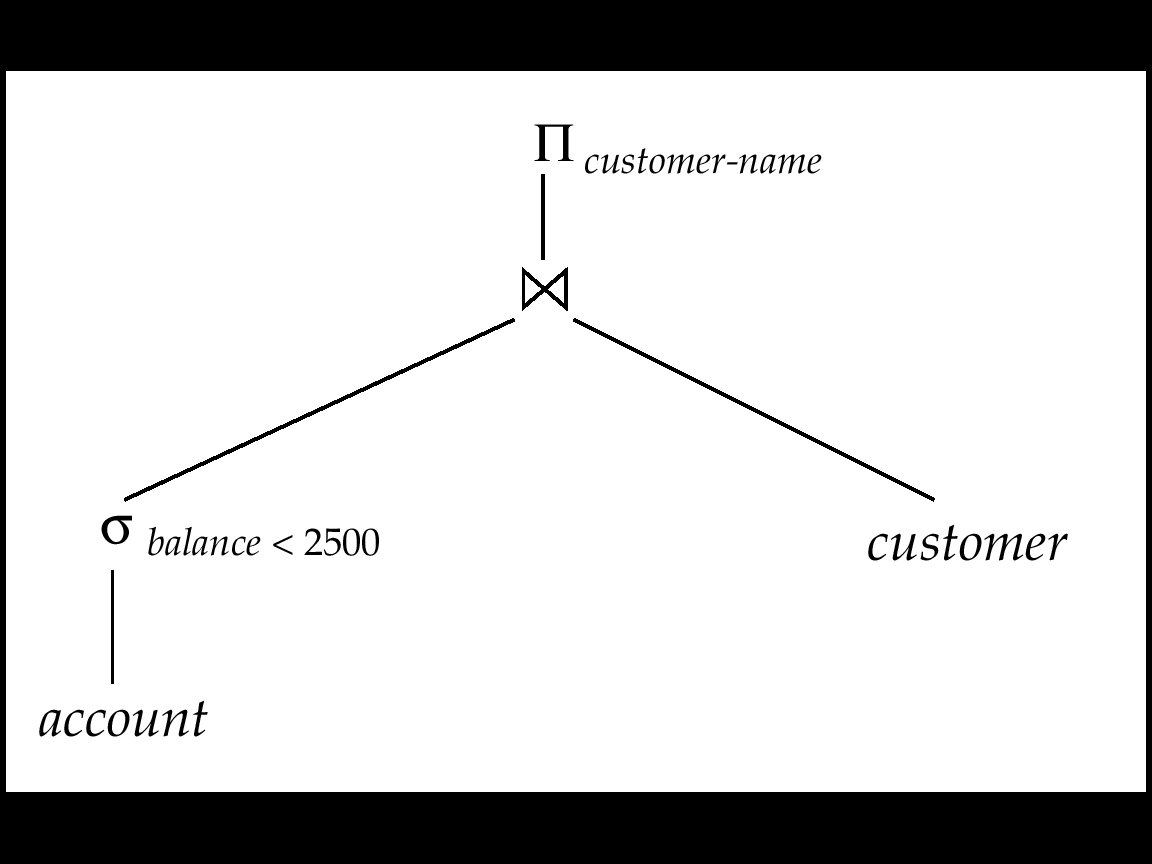 Π customer-name
⋈
σ balance < 2500
customer
account